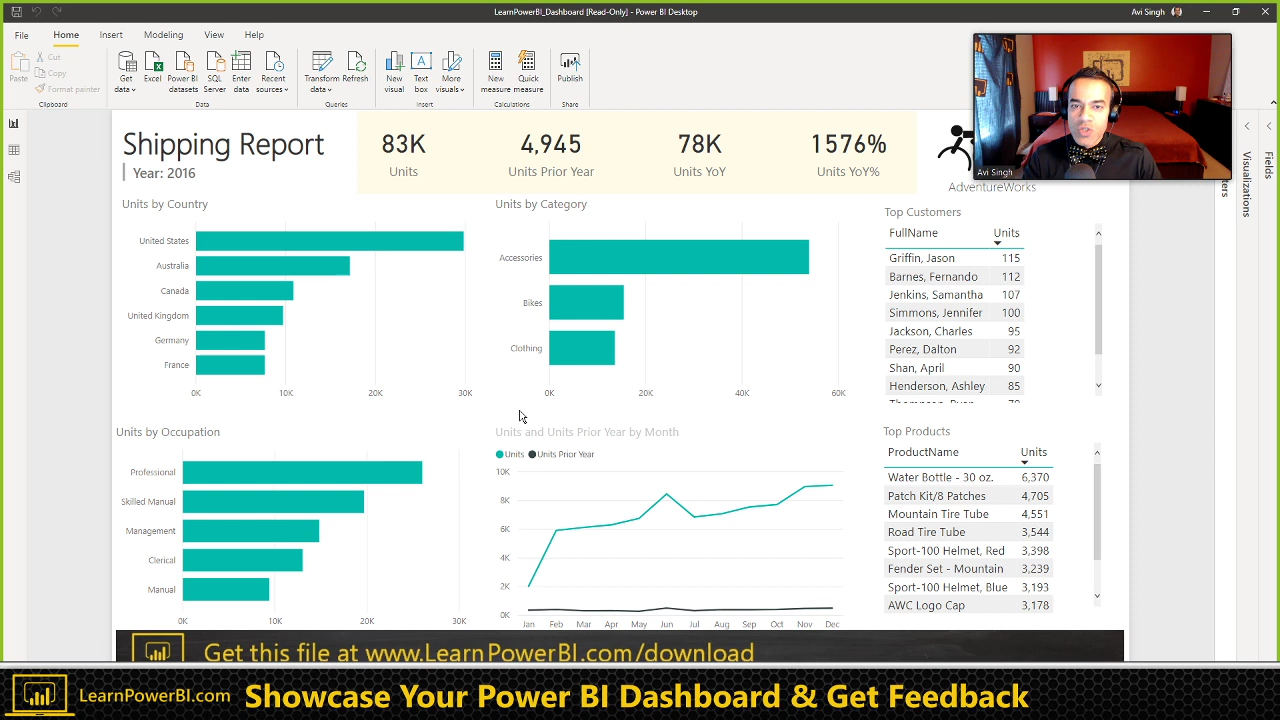 LearnPowerBI_Dashboard [Read-Only] - Power BI Desktop
Avi Singh
File Home Insert Modeling View Help
Paste
Cut
Copy
Format painter
Clipboard
Get data
Excel
Power BI datasets
SQL Server
Enter data
Recent sources
Data
Transform data
Refresh
Queries
New visual
Text box
More visuals
Insert
New measure
Quick measure
Calculations
Publish
Share
Avi Singh
Visualizations
Fields
Shipping Report
Year: 2016
83K
Units
4,945
Units Prior Year
78K
Units YoY
1576%
Units YoY%
AdventureWorks
Units by Country
United States
Australia
Canada
United Kingdom
Germany
France
0K 10K 20K 30K
Units by Category
Accessories
Bikes
Clothing
0K 20K 40K 60K
Top Customers
FullName Units
Griffin, Jason 115
Barnes, Fernando 112
Jenkins, Samantha 107
Simmons, Jennifer 100
Jackson, Charles 95
Perez, Dalton 92
Shan, April 90
Henderson, Ashley 85
Units by Occupation
Professional
Skilled Manual
Management
Clerical
Manual
0K 10K 20K 30K
Units and Units Prior Year by Month
Units Units Prior Year
10K
8K
6K
4K
2K
0K
Jan Feb Mar Apr May Jun Jul Aug Sep Oct Nov Dec
Top Products
ProductName Units
Water Bottle - 30 oz. 6,370
Patch Kit/8 Patches 4,705
Mountain Tire Tube 4,551
Road Tire Tube 3,544
Sport-100 Helmet, Red 3,398
Fender Set - Mountain 3,239
Sport-100 Helmet, Blue 3,193
AWC Logo Cap 3,178
Get this file at www.LearnPowerBI.com/download
LearnPowerBI.com Showcase Your Power BI Dashboard & Get Feedback